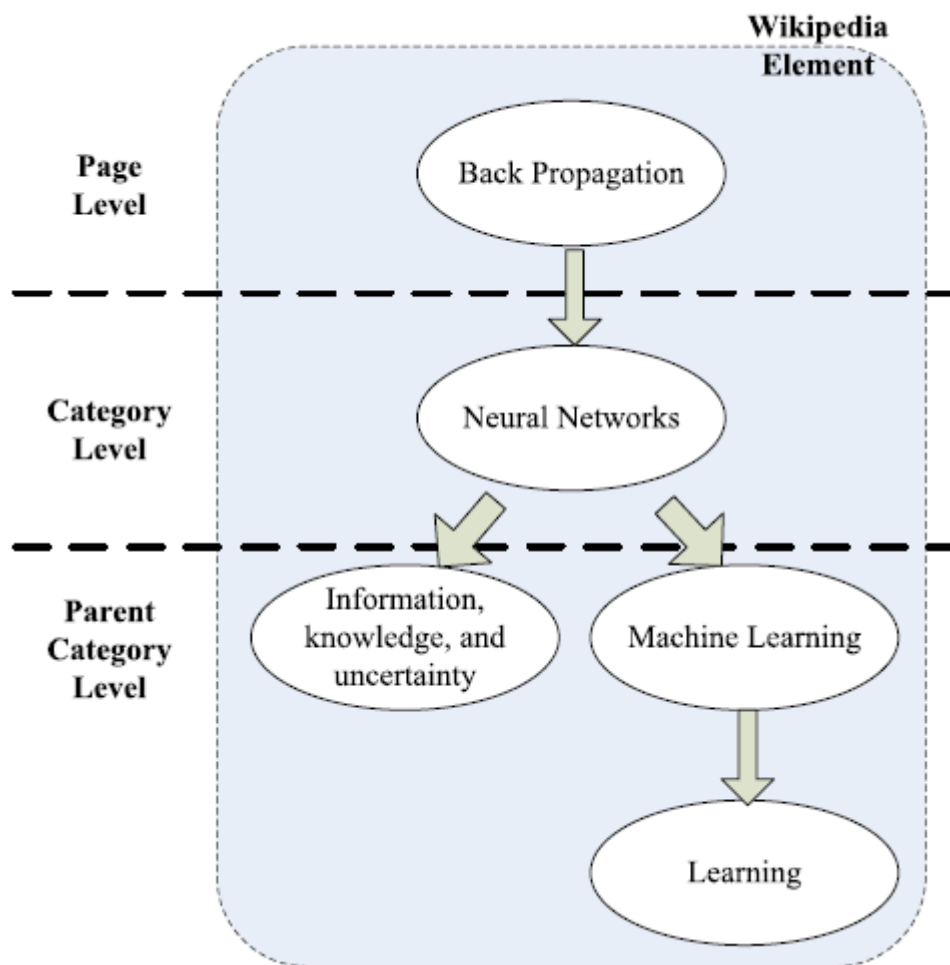 Wikipedia
Element
Page
Level
Back Propagation
Category
Level
Neural Networks
Parent
Category
Level
Information,
knowledge, and
uncertainty
Machine Learning
Learning